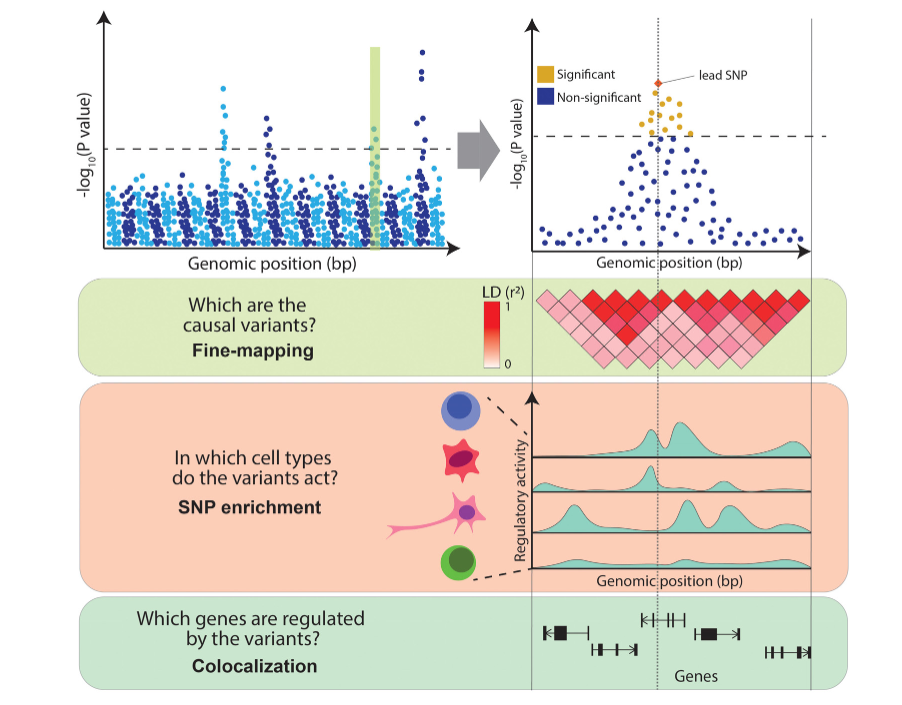 -log10(P value)
Genomic position (bp)
-log10(P value)
Significant
Non-significant
lead SNP
Genomic position (bp)
Which are the
causal variants?
Fine-mapping
LD (r²)
1
0
In which cell types
do the variants act?
SNP enrichment
Regulatory activity
Genomic position (bp)
Which genes are regulated
by the variants?
Colocalization
Genes